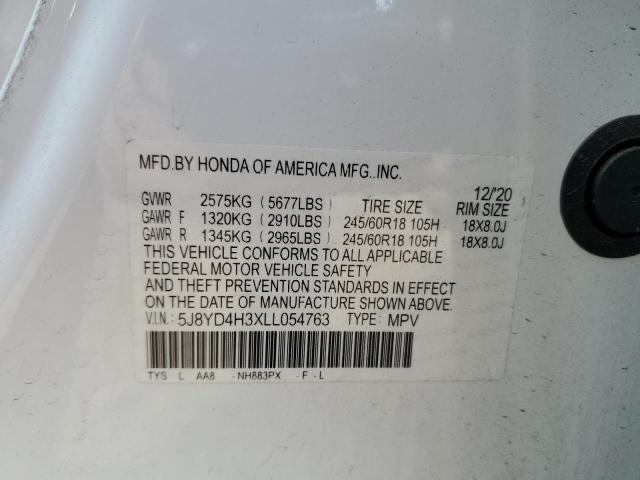 MFD.BY HONDA OF AMERICA MFG.,INC.
12/'20
GVWR 2575KG (5677LBS) TIRE SIZE RIM SIZE
GAWR F 1320KG (2910LBS) 245/60R18 105H 18X8.0J
GAWR R 1345KG (2965LBS) 245/60R18 105H 18X8.0J
THIS VEHICLE CONFORMS TO ALL APPLICABLE
FEDERAL MOTOR VEHICLE SAFETY
AND THEFT PREVENTION STANDARDS IN EFFECT
ON THE DATE OF MANUFACTURE SHOWN ABOVE.
V.I.N.: 5J8YD4H3XLL054763 TYPE: MPV
TYS L AA8 -NH883PX -F -L